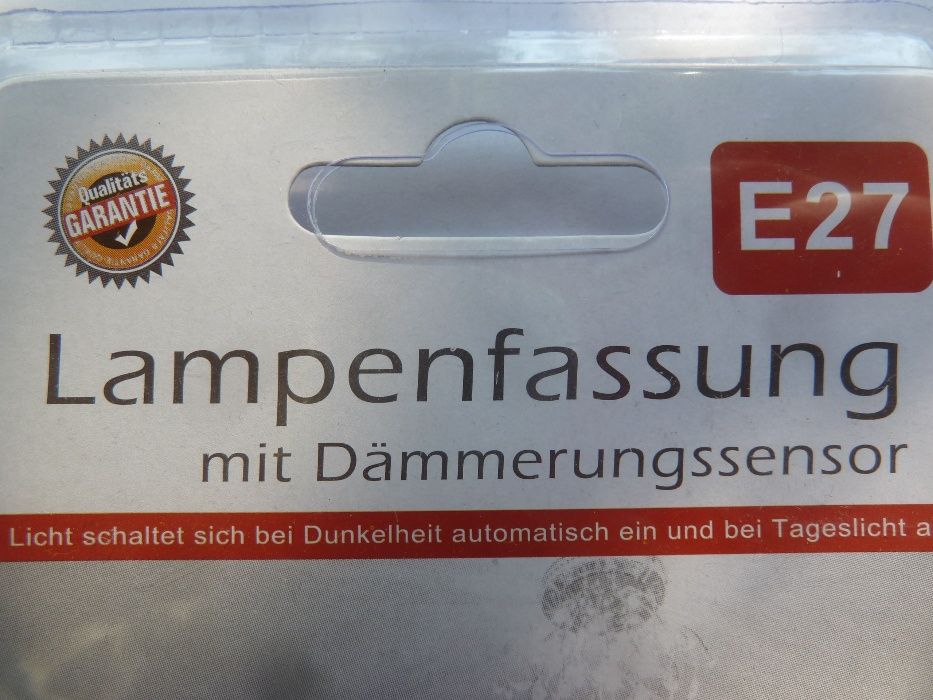 Qualitäts
GARANTIE
E27
Lampenfassung
mit Dämmerungssensor
Licht schaltet sich bei Dunkelheit automatisch ein und bei Tageslicht a